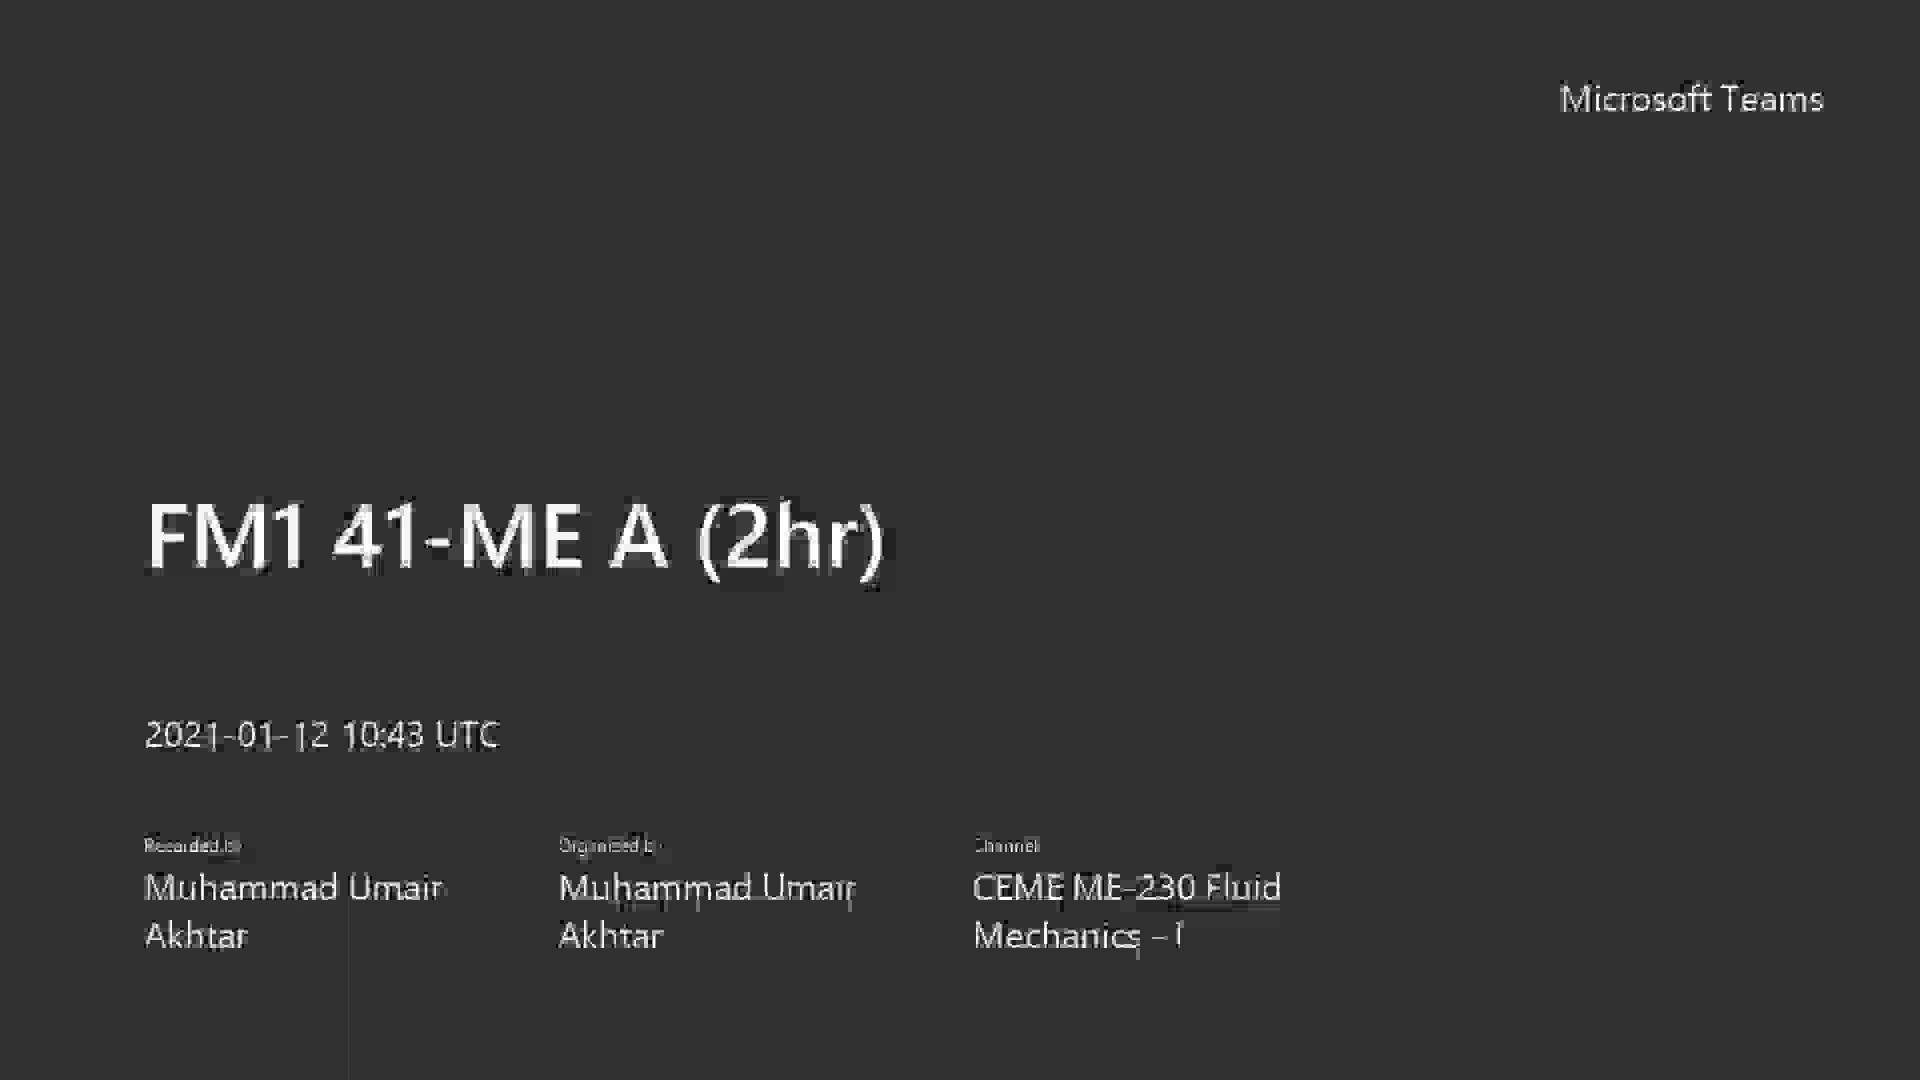 Microsoft Teams
FM1 41-ME A (2hr)
2021-01-12 10:43 UTC
Recorded by
Organized by
Channel
Muhammad Umair
Muhammad Umair
CEME ME-230 Fluid
Akhtar
Akhtar
Mechanics - I